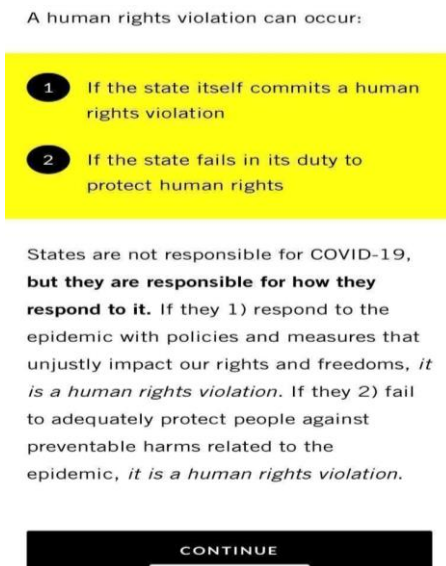 A human rights violation can occur:
1 If the state itself commits a human
rights violation
2 If the state fails in its duty to
protect human rights
States are not responsible for COVID-19,
but they are responsible for how they
respond to it. If they 1) respond to the
epidemic with policies and measures that
unjustly impact our rights and freedoms, it
is a human rights violation. If they 2) fail
to adequately protect people against
preventable harms related to the
epidemic, it is a human rights violation.
CONTINUE